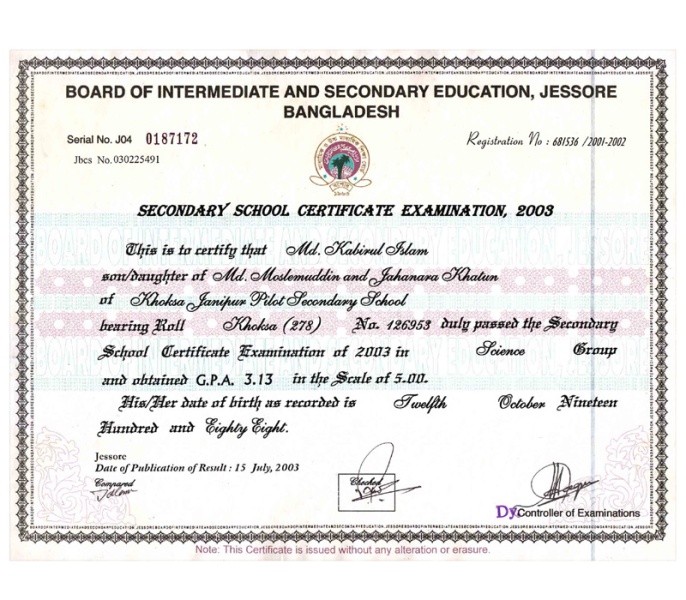 BOARD OF INTERMEDIATE AND SECONDARY EDUCATION, JESSORE
BANGLADESH
Serial No. J04 0187172
Registration No : 681536 /2001-2002
Jbcs No. 030225491
SECONDARY SCHOOL CERTIFICATE EXAMINATION, 2003
This is to certify that Md. Kabirul Islam
son/daughter of Md. Moslemuddin and Jahanara Khatun
of Khoksa Janipur Pilot Secondary School
bearing Roll Khoksa (278) No. 126953 duly passed the Secondary
School Certificate Examination of 2003 in Science Group
and obtained G.P.A. 3.13 in the Scale of 5.00.
His/Her date of birth as recorded is Twelfth October Nineteen
Hundred and Eighty Eight.
Jessore
Date of Publication of Result : 15 July, 2003
Compared
Checked
Dy. Controller of Examinations
Note: This Certificate is issued without any alteration or erasure.